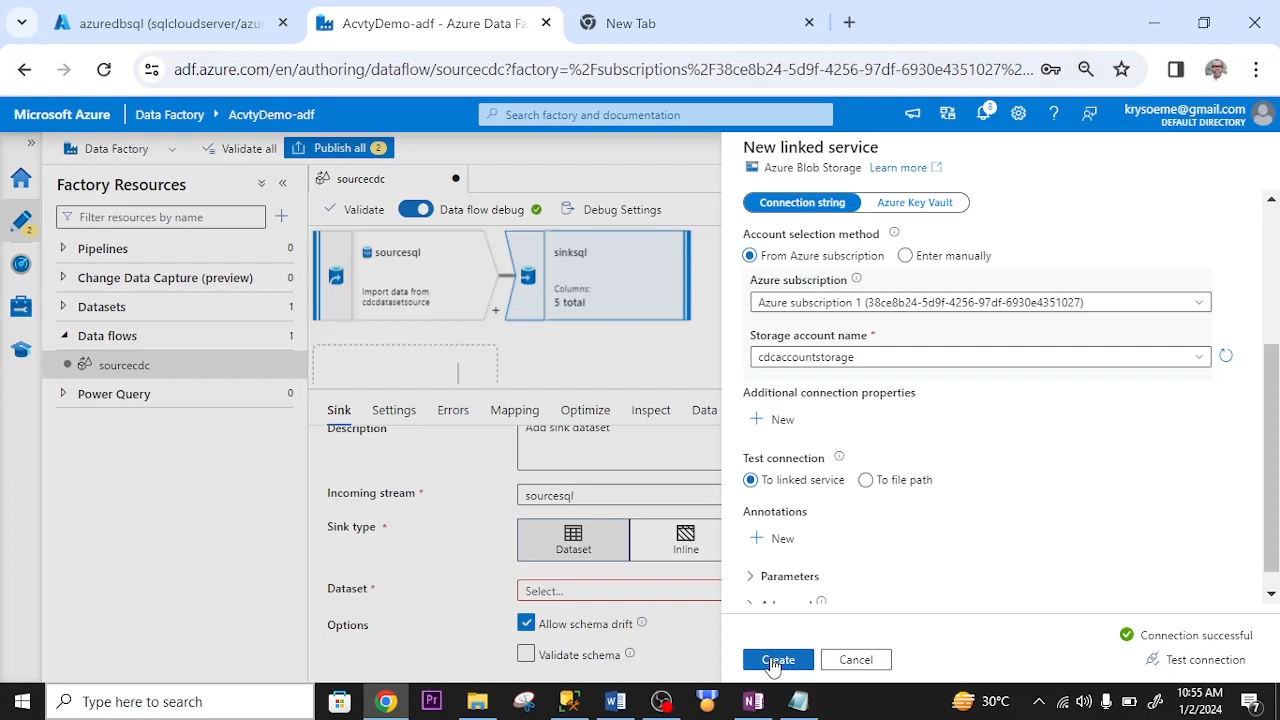 azuredbsql (sqlcloudserver/azur
AcvtyDemo-adf - Azure Data Fa
New Tab
adf.azure.com/en/authoring/dataflow/sourcecdc?factory=%2Fsubscriptions%2F38ce8b24-5d9f-4256-97df-6930e4351027%2...
Microsoft Azure
Data Factory
AcvtyDemo-adf
Search factory and documentation
8
krysoeme@gmail.com
DEFAULT DIRECTORY
Data Factory
Validate all
Publish all 2
Factory Resources
Filter resources by name
2
Pipelines 0
Change Data Capture (preview) 0
Datasets 1
Data flows 1
sourcecdc
Power Query 0
sourcecdc
Validate
Data flow debug
Debug Settings
sourcesql
Import data from
cdcdatasetsource
+
sinksql
Columns:
5 total
Sink
Settings
Errors
Mapping
Optimize
Inspect
Data
Description
Add sink dataset
Incoming stream *
sourcesql
Sink type *
Dataset
Inline
Dataset *
Select...
Options
Allow schema drift
Validate schema
New linked service
Azure Blob Storage Learn more
Connection string
Azure Key Vault
Account selection method
From Azure subscription
Enter manually
Azure subscription
Azure subscription 1 (38ce8b24-5d9f-4256-97df-6930e4351027)
Storage account name *
cdcaccountstorage
Additional connection properties
New
Test connection
To linked service
To file path
Annotations
New
Parameters
Connection successful
Create
Cancel
Test connection
Type here to search
30°C
10:55 AM
1/2/2024
7